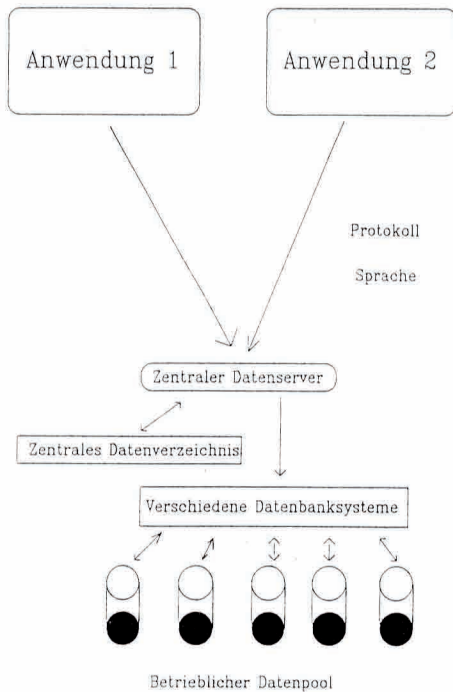 Anwendung 1
Anwendung 2
Protokoll
Sprache
Zentraler Datenserver
Zentrales Datenverzeichnis
Verschiedene Datenbanksysteme
Betrieblicher Datenpool